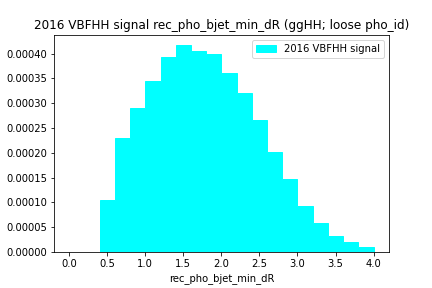 2016 VBFHH signal rec_pho_bjet_min_dR (ggHH; loose pho_id)
2016 VBFHH signal
0.00040
0.00035
0.00030
0.00025
0.00020
0.00015
0.00010
0.00005
0.00000
0.0 0.5 1.0 1.5 2.0 2.5 3.0 3.5 4.0
rec_pho_bjet_min_dR